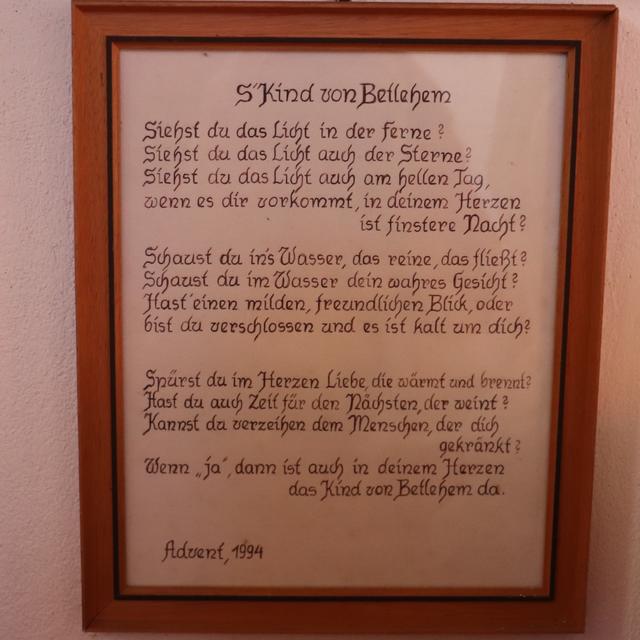 S'Kind von Betlehem
Siehst du das Licht in der Ferne?
Siehst du das Licht auch der Sterne?
Siehst du das Licht auch am hellen Tag,
wenn es dir vorkommt, in deinem Herzen
ist finstere Nacht?
Schaust du in's Wasser, das reine, das fließt?
Schaust du im Wasser dein wahres Gesicht?
Hast einen milden, freundlichen Blick, oder
bist du verschlossen und es ist kalt um dich?
Spürst du im Herzen Liebe, die wärmt und brennt?
Hast du auch Zeit für den Nächsten, der weint?
Kannst du verzeihen dem Menschen, der dich
gekränkt?
Wenn „ja", dann ist auch in deinem Herzen
das Kind von Betlehem da.
Advent, 1994